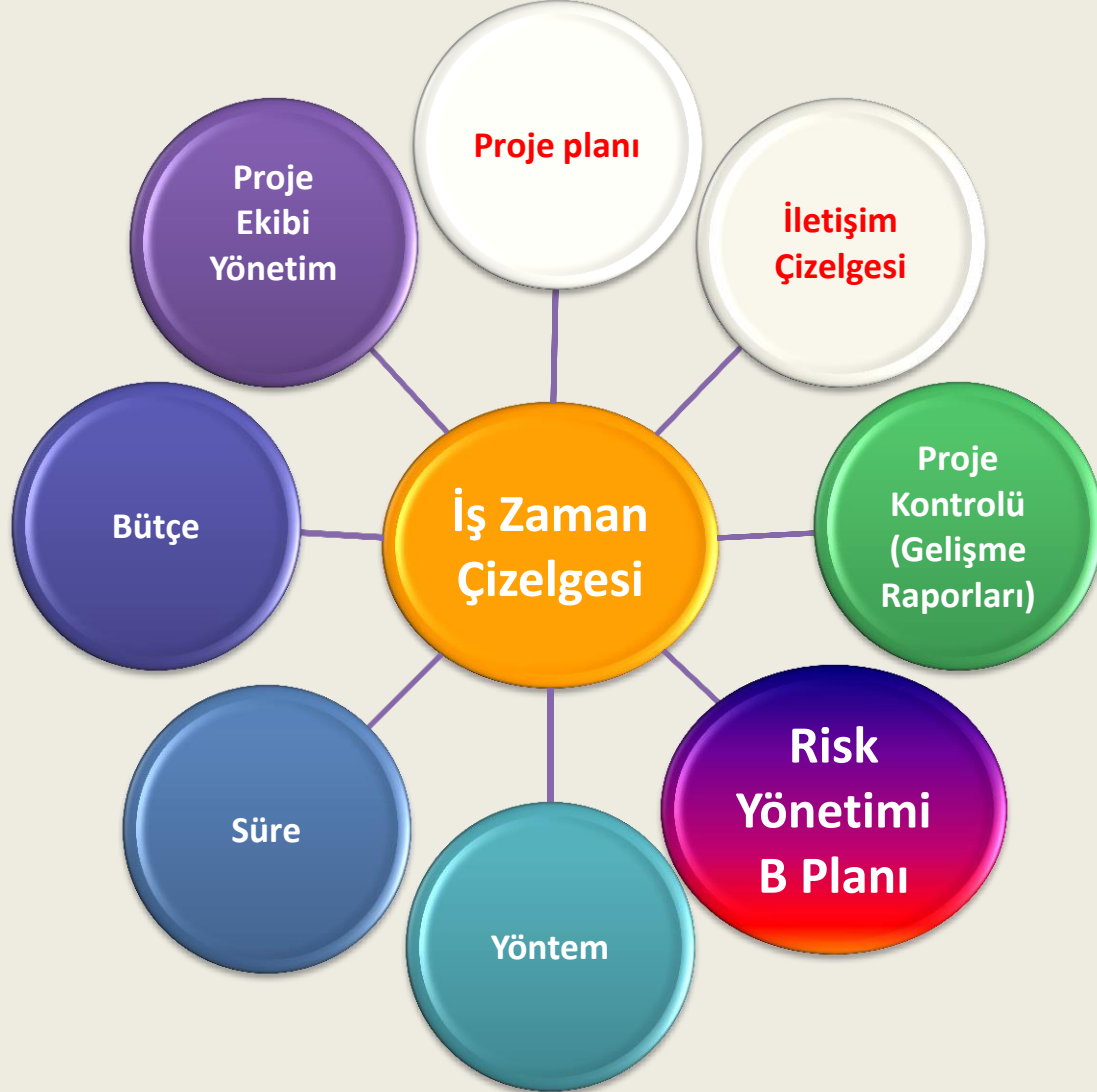 Proje planı
İletişim
Çizelgesi
Proje
Kontrolü
(Gelişme
Raporları)
Risk
Yönetimi
B Planı
Yöntem
Süre
Bütçe
Proje
Ekibi
Yönetim
İş Zaman
Çizelgesi